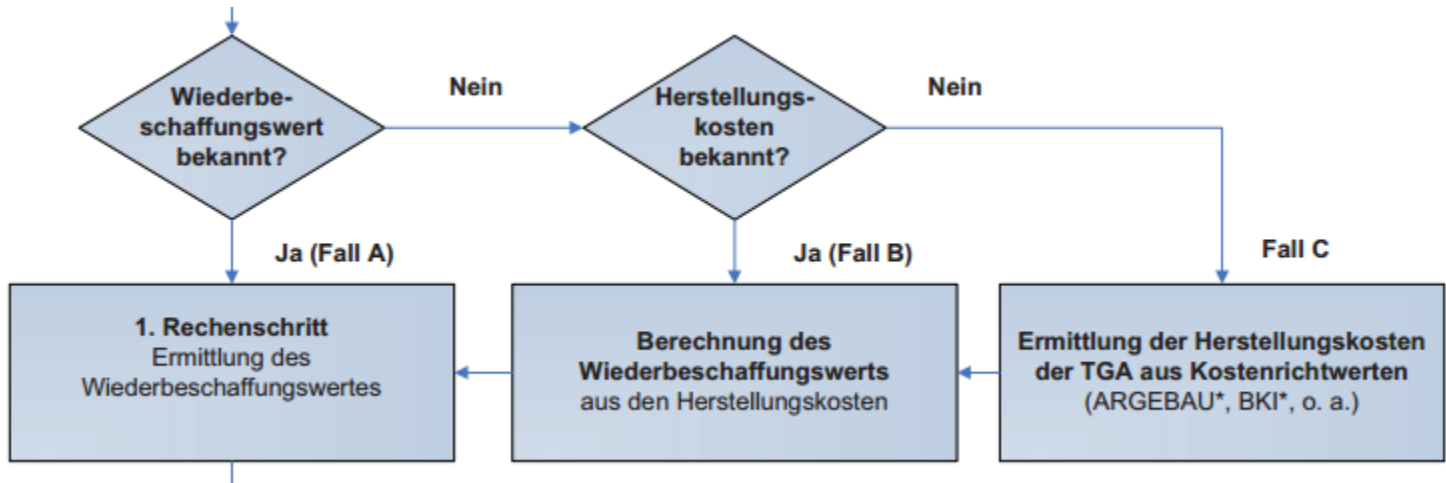 Wiederbe-
schaffungswert
bekannt?
Nein
Herstellungs-
kosten
bekannt?
Nein
Ja (Fall A)
Ja (Fall B)
Fall C
1. Rechenschritt
Ermittlung des
Wiederbeschaffungswertes
Berechnung des
Wiederbeschaffungswerts
aus den Herstellungskosten
Ermittlung der Herstellungskosten
der TGA aus Kostenrichtwerten
(ARGEBAU*, BKI*, o. a.)